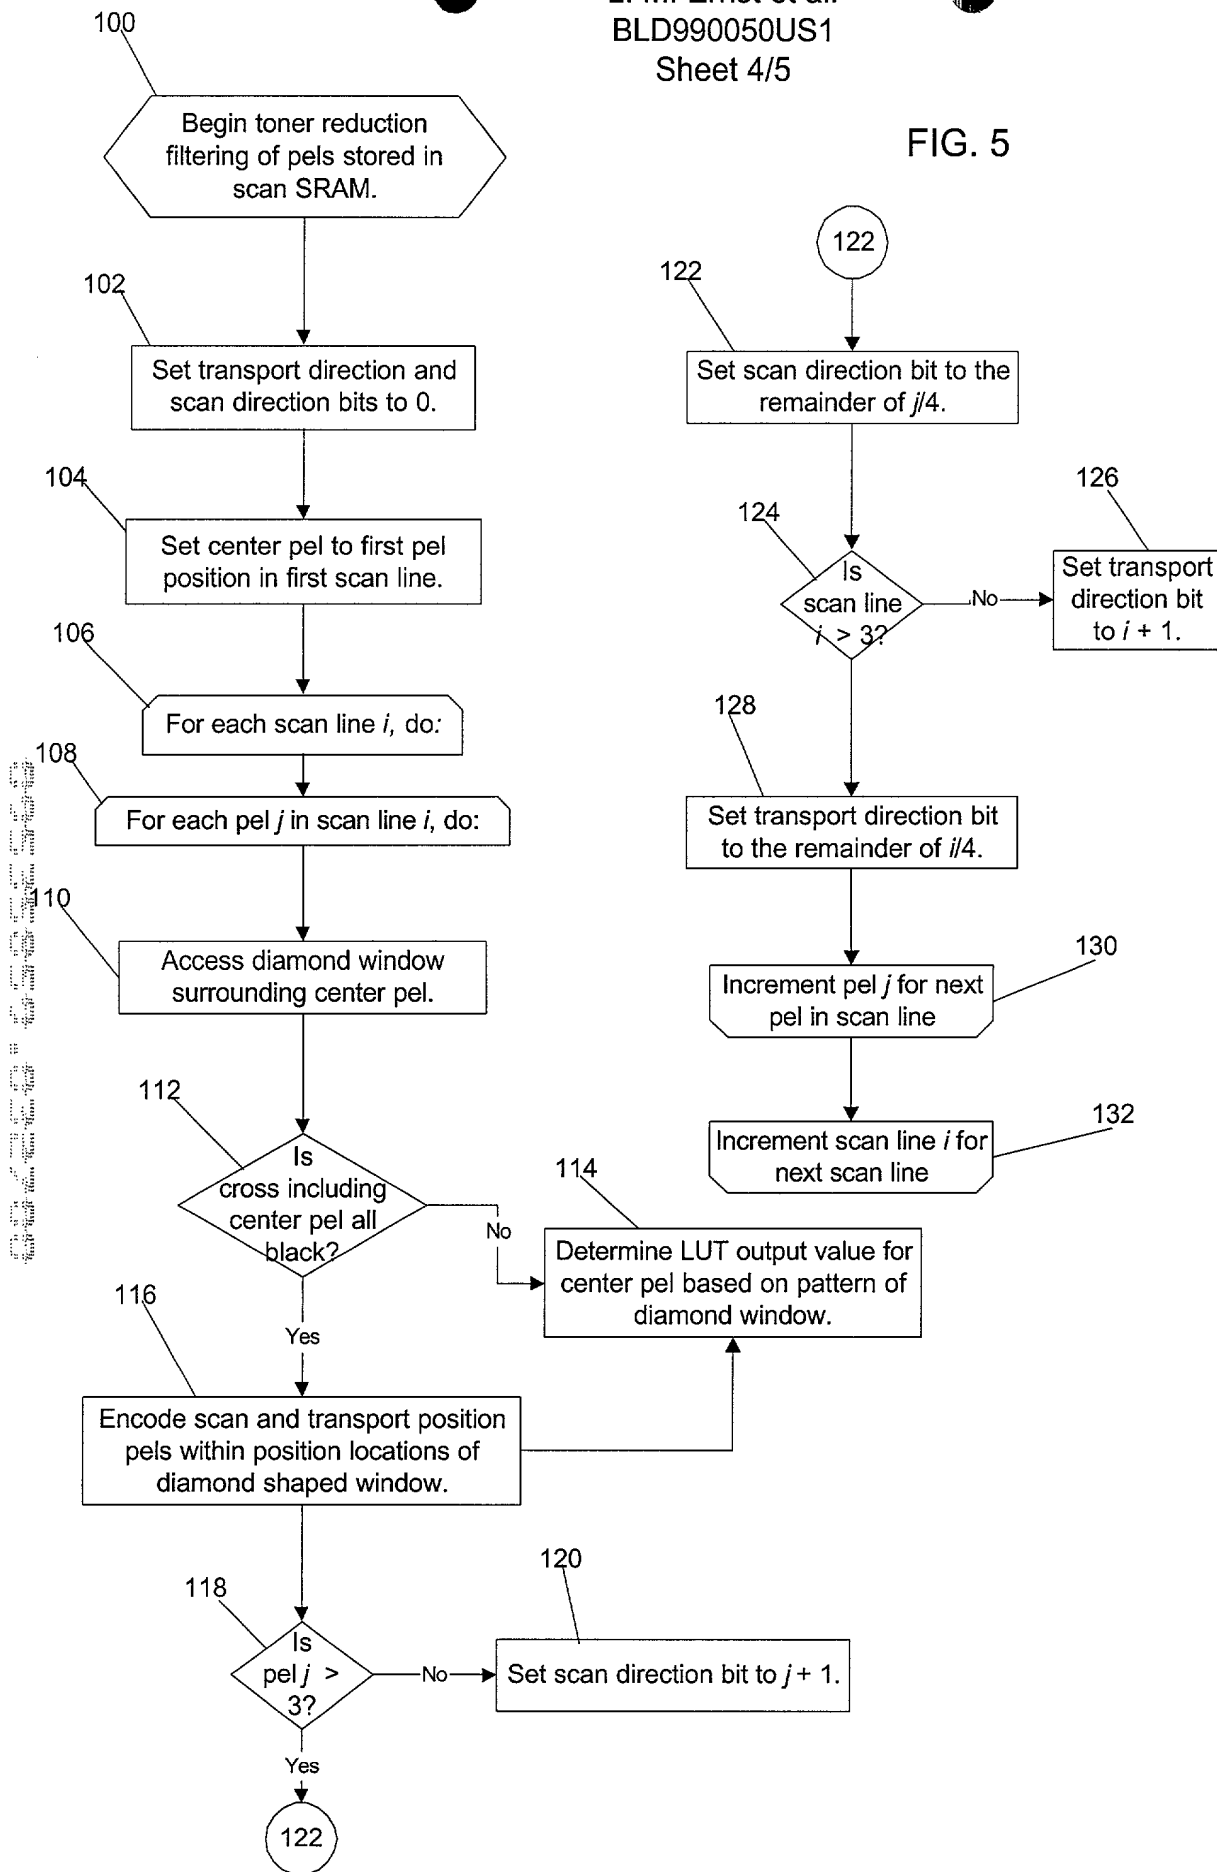 BLD990050US1
Sheet 4/5
FIG. 5
100
Begin toner reduction
filtering of pels stored in
scan SRAM.
102
Set transport direction and
scan direction bits to 0.
104
Set center pel to first pel
position in first scan line.
106
For each scan line i, do:
108
For each pel j in scan line i, do:
110
Access diamond window
surrounding center pel.
112
Is
cross including
center pel all
black?
No
Yes
114
Determine LUT output value for
center pel based on pattern of
diamond window.
116
Encode scan and transport position
pels within position locations of
diamond shaped window.
118
Is
pel j >
3?
No
Yes
120
Set scan direction bit to j + 1.
122
122
122
Set scan direction bit to the
remainder of j/4.
124
Is
scan line
i > 3?
No
126
Set transport
direction bit
to i + 1.
128
Set transport direction bit
to the remainder of i/4.
130
Increment pel j for next
pel in scan line
132
Increment scan line i for
next scan line